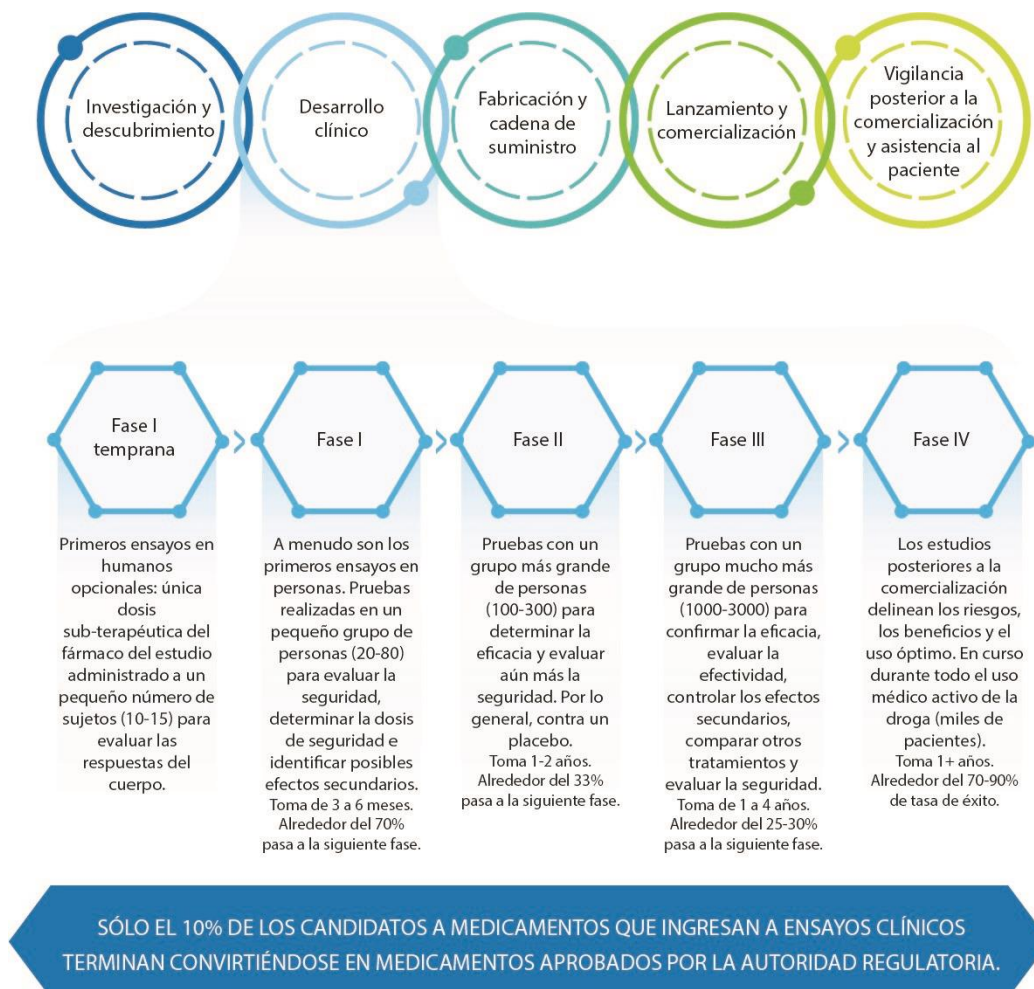 Investigación y
descubrimiento
Desarrollo
clínico
Fabricación y
cadena de
suministro
Lanzamiento y
comercialización
Vigilancia
posterior a la
comercialización
y asistencia al
paciente
Fase I
temprana
Primeros ensayos en
humanos
opcionales: única
dosis
sub-terapéutica del
fármaco del estudio
administrado a un
pequeño número de
sujetos (10-15) para
evaluar las
respuestas del
cuerpo.
>
Fase I
A menudo son los
primeros ensayos en
personas. Pruebas
realizadas en un
pequeño grupo de
personas (20-80)
para evaluar la
seguridad,
determinar la dosis
de seguridad e
identificar posibles
efectos secundarios.
Toma de 3 a 6 meses.
Alrededor del 70%
pasa a la siguiente fase.
>
Fase II
Pruebas con un
grupo más grande
de personas
(100-300) para
determinar la
eficacia y evaluar
aún más la
seguridad. Por lo
general, contra un
placebo.
Toma 1-2 años.
Alrededor del 33%
pasa a la siguiente fase.
>
Fase III
Pruebas con un
grupo mucho más
grande de personas
(1000-3000) para
confirmar la eficacia,
evaluar la
efectividad,
controlar los efectos
secundarios,
comparar otros
tratamientos y
evaluar la seguridad.
Toma de 1 a 4 años.
Alrededor del 25-30%
pasa a la siguiente fase.
>
Fase IV
Los estudios
posteriores a la
comercialización
delinean los riesgos,
los beneficios y el
uso óptimo. En curso
durante todo el uso
médico activo de la
droga (miles de
pacientes).
Toma 1+ años.
Alrededor del 70-90%
de tasa de éxito.
SÓLO EL 10% DE LOS CANDIDATOS A MEDICAMENTOS QUE INGRESAN A ENSAYOS CLÍNICOS
TERMINAN CONVIRTIÉNDOSE EN MEDICAMENTOS APROBADOS POR LA AUTORIDAD REGULATORIA.